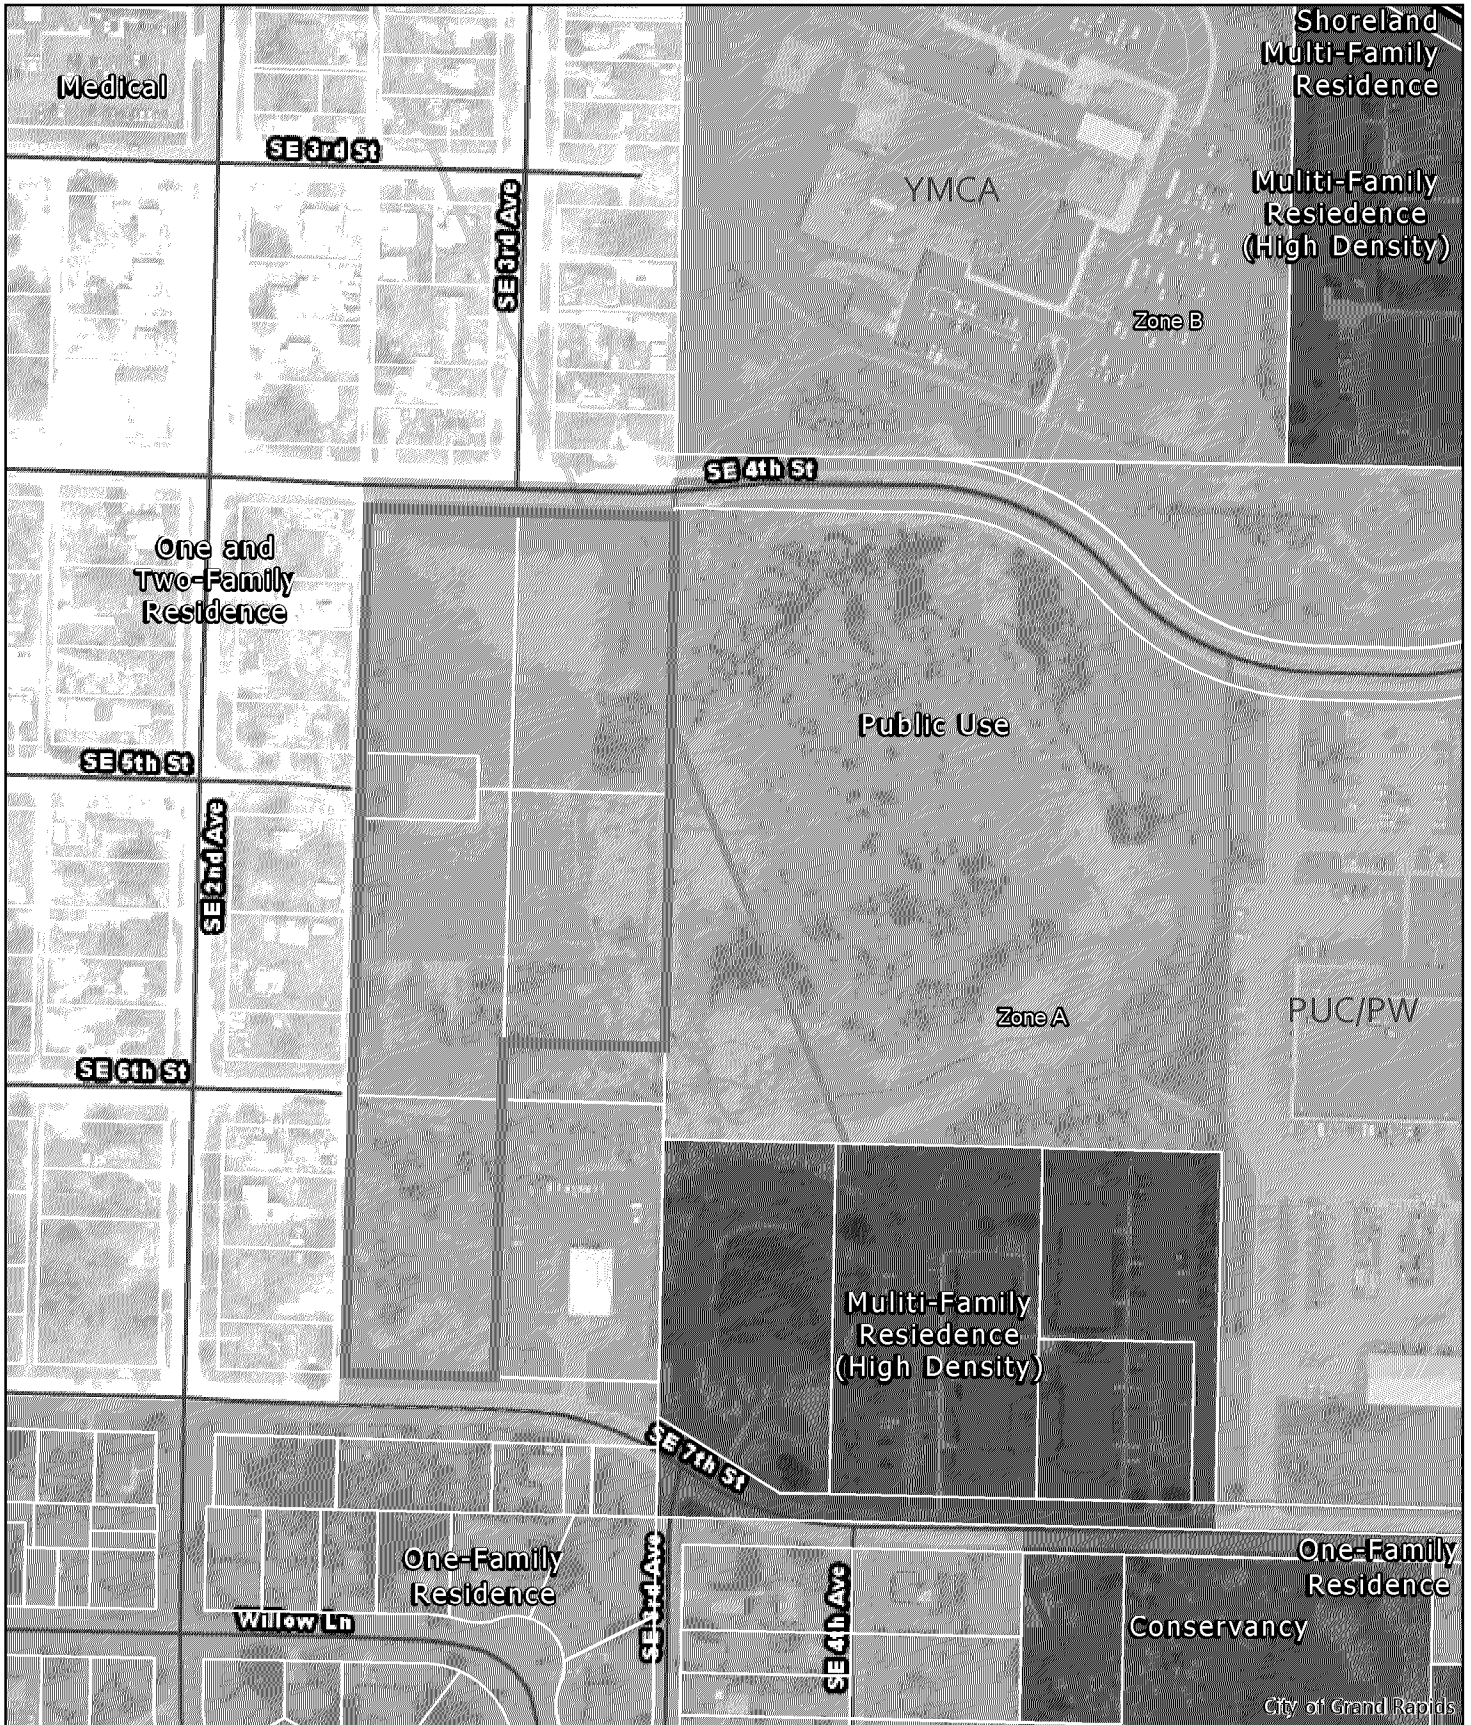 Shoreland
Multi-Family
Residence
Medical
SE 3rd St
SE 3rd Ave
YMCA
Muliti-Family
Resiedence
(High Density)
Zone B
SE 4th St
One and
Two-Family
Residence
Public Use
SE 5th St
SE 2nd Ave
Zone A
PUC/PW
SE 6th St
Muliti-Family
Resiedence
(High Density)
SE 7th St
One-Family
Residence
SE 3rd Ave
SE 4th Ave
One-Family
Residence
Willow Ln
Conservancy
City of Grand Rapids